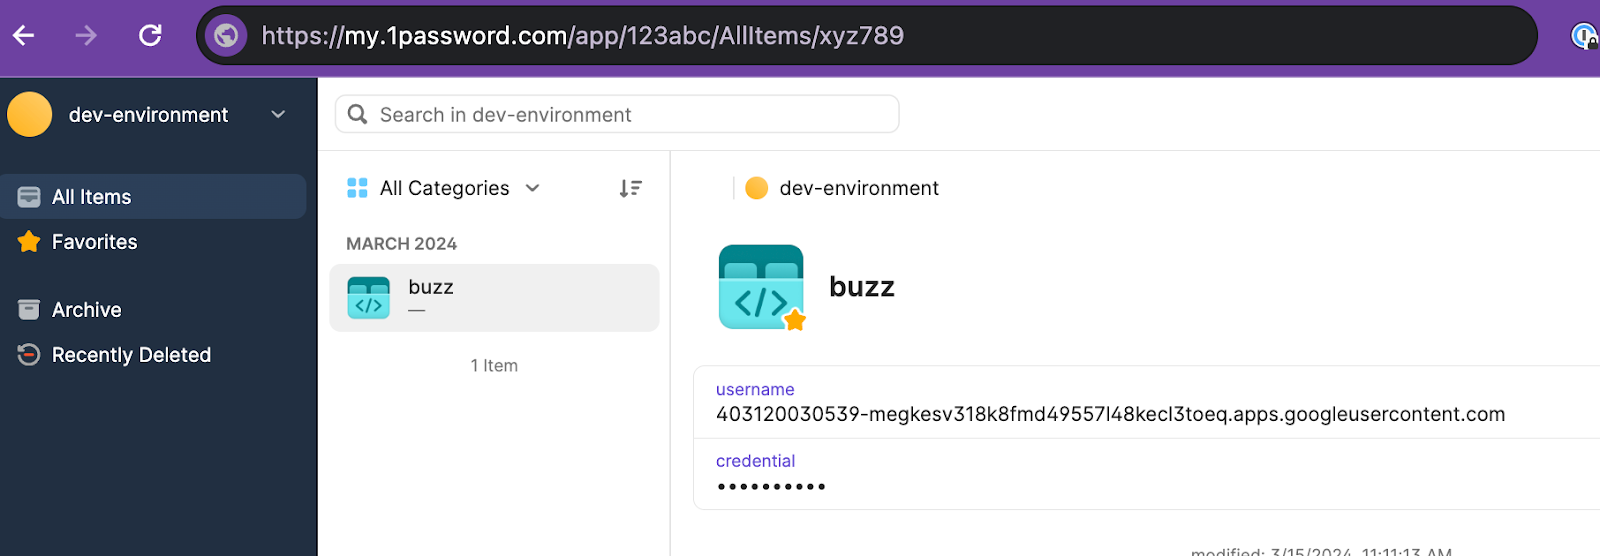 https://my.1password.com/app/123abc/AllItems/xyz789
dev-environment
All Items
Favorites
Archive
Recently Deleted
Search in dev-environment
All Categories
MARCH 2024
buzz
—
1 Item
dev-environment
buzz
username
403120030539-megkesv318k8fmd49557l48kecl3toeq.apps.googleusercontent.com
credential
••••••••••
modified: 3/15/2024, 11:11:13 AM